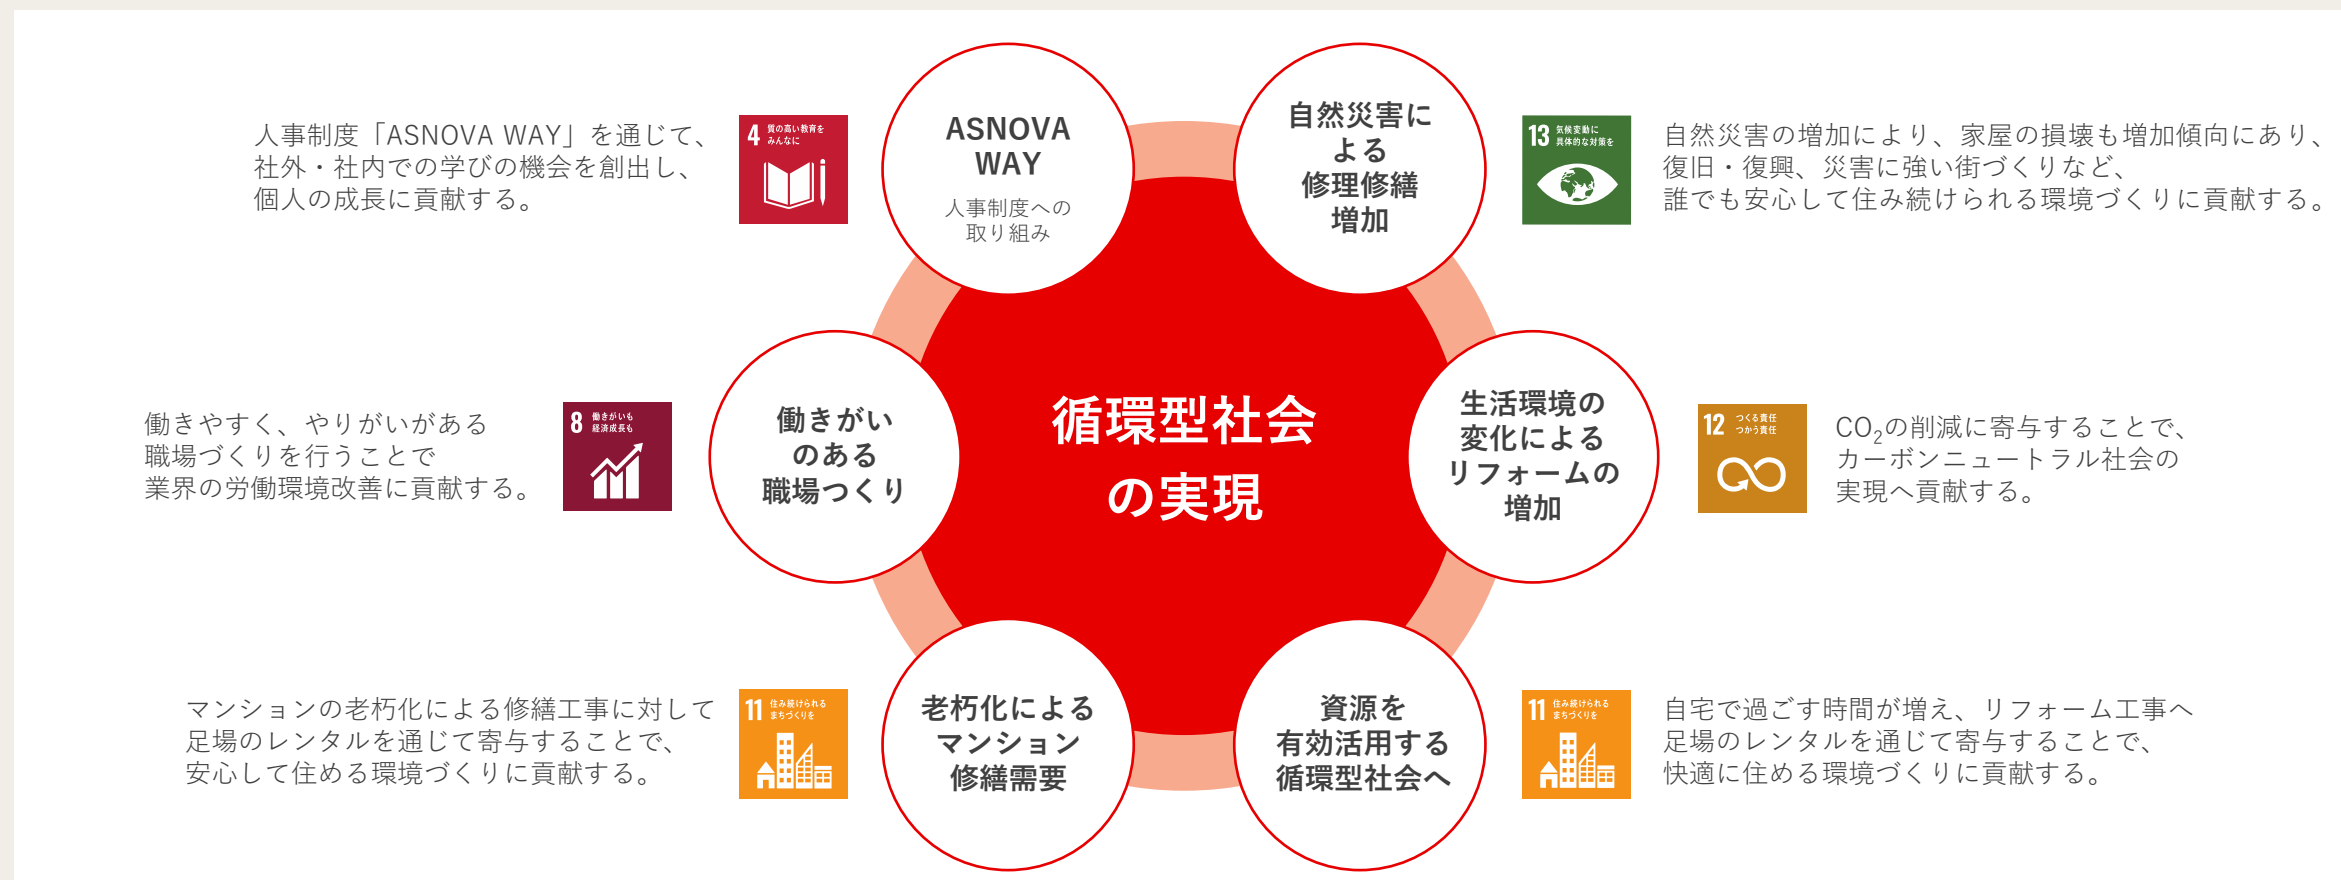 人事制度「ASNOVA WAY」を通じて、
社外・社内での学びの機会を創出し、
個人の成長に貢献する。
4 質の高い教育を
みんなに
ASNOVA
WAY
人事制度への
取り組み
自然災害に
よる
修理修繕
増加
13 気候変動に
具体的な対策を
自然災害の増加により、家屋の損壊も増加傾向にあり、
復旧・復興、災害に強い街づくりなど、
誰でも安心して住み続けられる環境づくりに貢献する。
働きやすく、やりがいがある
職場づくりを行うことで
業界の労働環境改善に貢献する。
8 働きがいも
経済成長も
働きがい
のある
職場つくり
循環型社会
の実現
生活環境の
変化による
リフォームの
増加
12 つくる責任
つかう責任
CO₂の削減に寄与することで、
カーボンニュートラル社会の
実現へ貢献する。
マンションの老朽化による修繕工事に対して
足場のレンタルを通じて寄与することで、
安心して住める環境づくりに貢献する。
11 住み続けられる
まちづくりを
老朽化による
マンション
修繕需要
資源を
有効活用する
循環型社会へ
11 住み続けられる
まちづくりを
自宅で過ごす時間が増え、リフォーム工事へ
足場のレンタルを通じて寄与することで、
快適に住める環境づくりに貢献する。